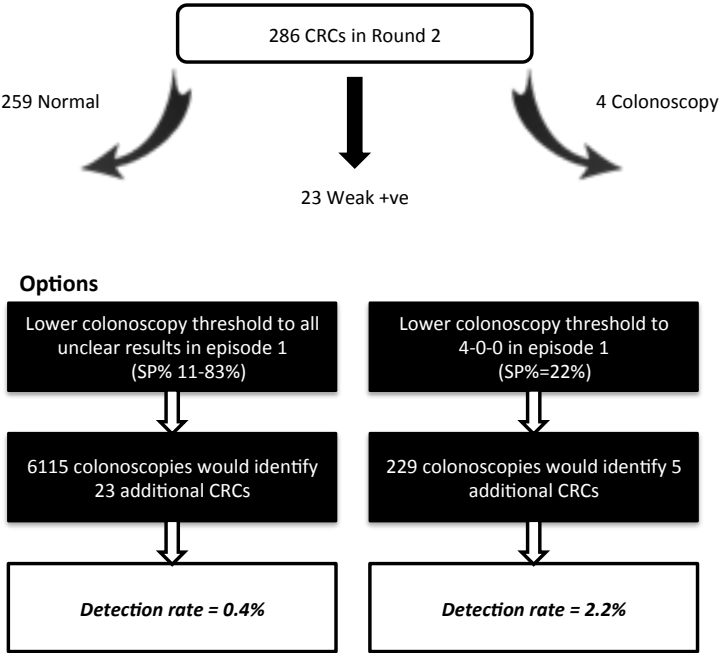 286 CRCs in Round 2
259 Normal
4 Colonoscopy
23 Weak +ve
Options
Lower colonoscopy threshold to all
unclear results in episode 1
(SP% 11-83%)
Lower colonoscopy threshold to
4-0-0 in episode 1
(SP%=22%)
6115 colonoscopies would identify
23 additional CRCs
229 colonoscopies would identify 5
additional CRCs
Detection rate = 0.4%
Detection rate = 2.2%